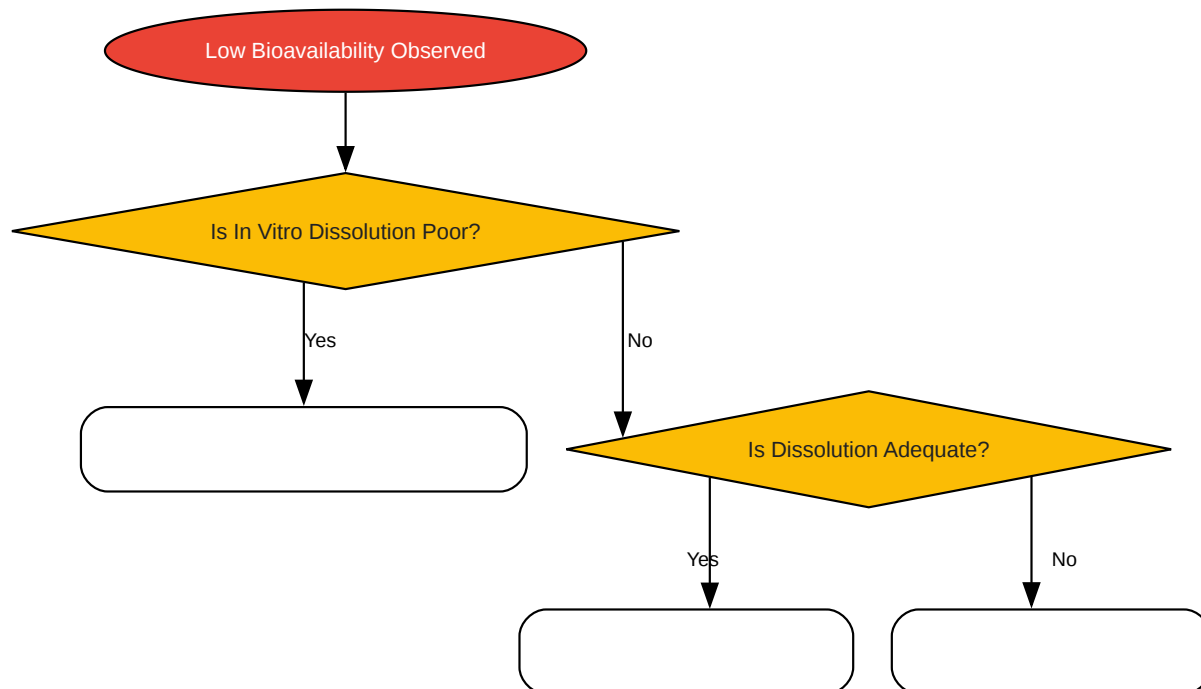 Low Bioavailability Observed
Is In Vitro Dissolution Poor?
Yes
No
Is Dissolution Adequate?
Yes
No